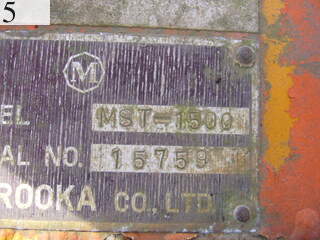 5
M
EL MST-1500
AL NO. 15759
ROOKA CO.LTD